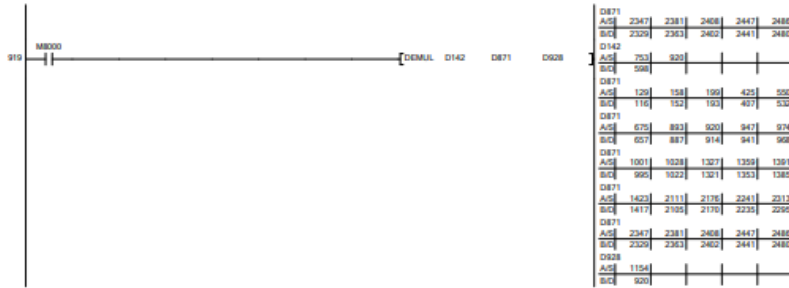 D871
A/S 2347 2381 2408 2447 2486
B/D 2329 2363 2402 2441 2480
M8000
919 [DEMUL D142 D871 D928 ]
D142
A/S 753 920
B/D 598
D871
A/S 129 158 199 425 550
B/D 116 152 193 407 532
D871
A/S 675 893 920 947 974
B/D 657 887 914 941 968
D871
A/S 1001 1028 1327 1359 1391
B/D 995 1022 1321 1353 1385
D871
A/S 1423 2111 2176 2241 2313
B/D 1417 2105 2170 2235 2295
D871
A/S 2347 2381 2408 2447 2486
B/D 2329 2363 2402 2441 2480
D928
A/S 1154
B/D 920